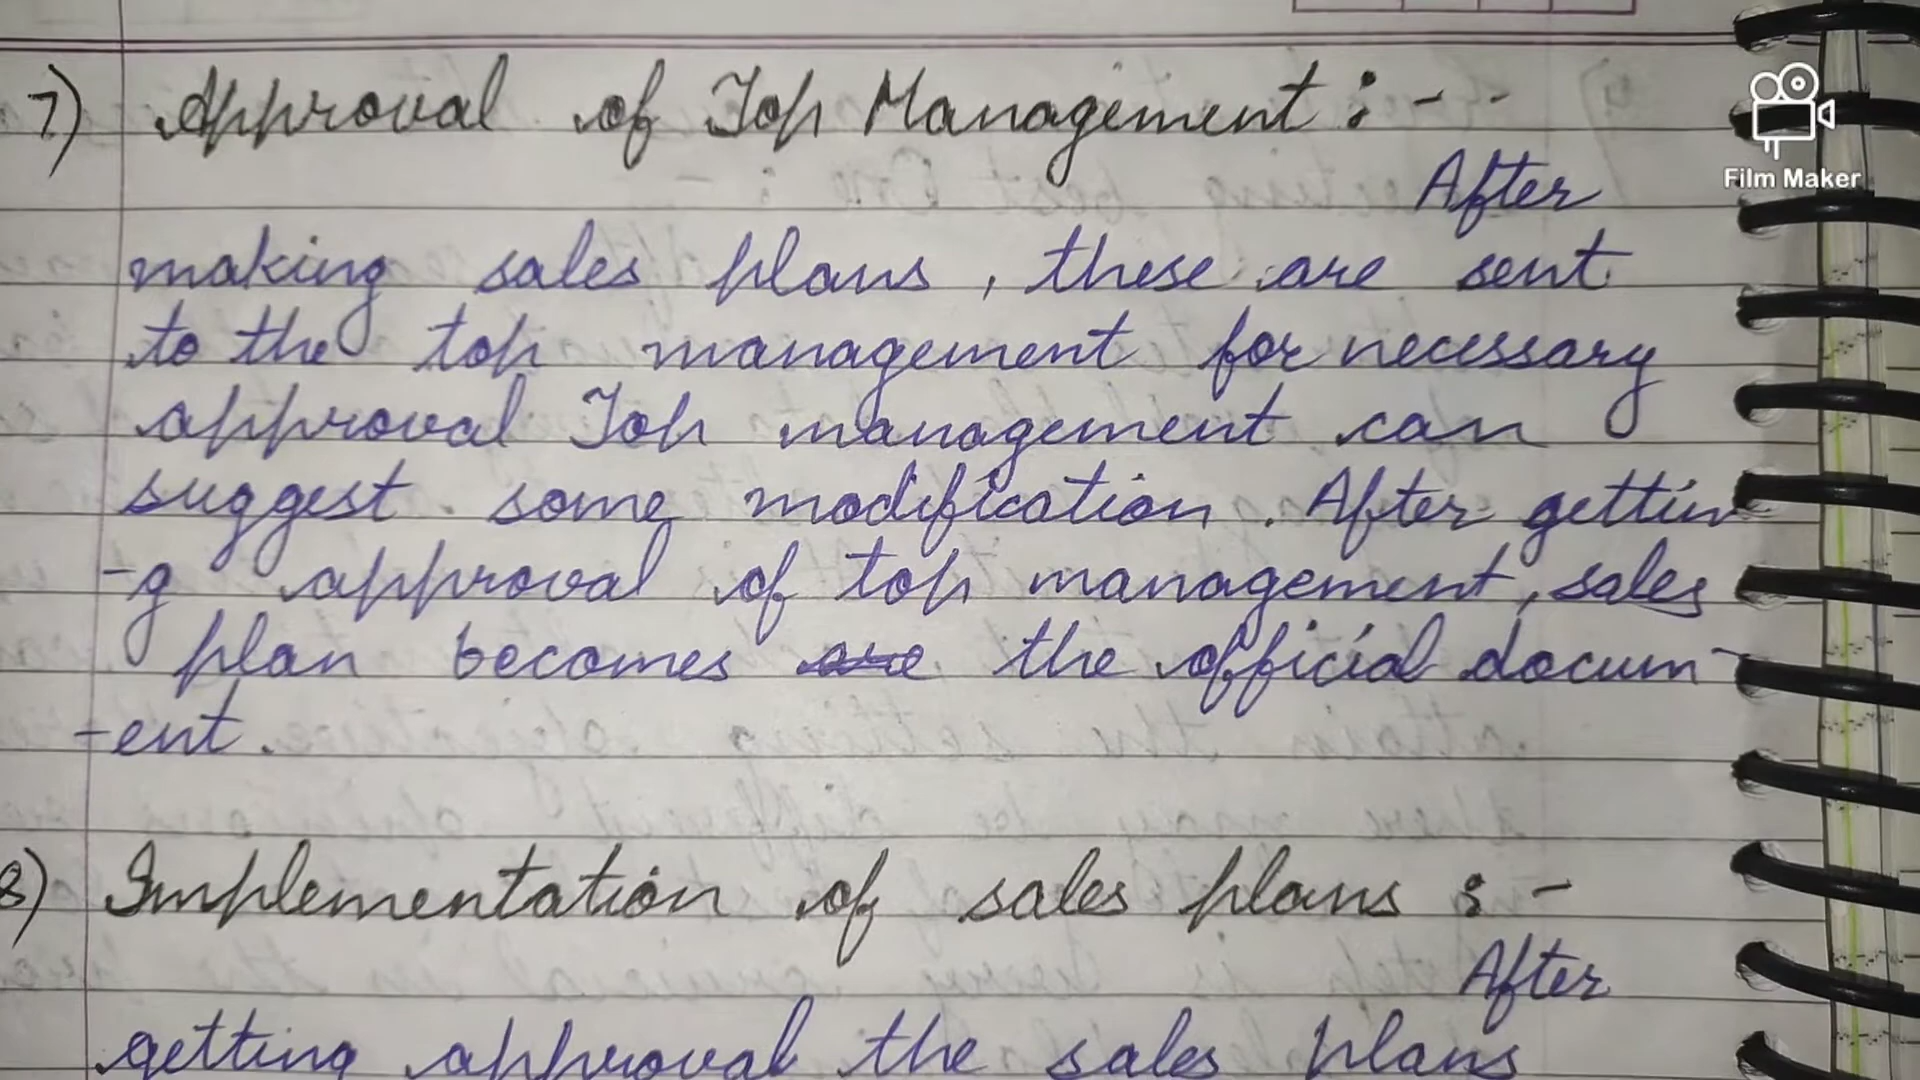 7) Approval of Top Management : - -
After
making sales plans, these are sent
to the top management for necessary
approval Top management can
suggest some modification. After gettin
-g approval of top management, sales
plan becomes are the official docum-
-ent.
8) Implementation of sales plans : -
After
getting approval the sales plans
Film Maker